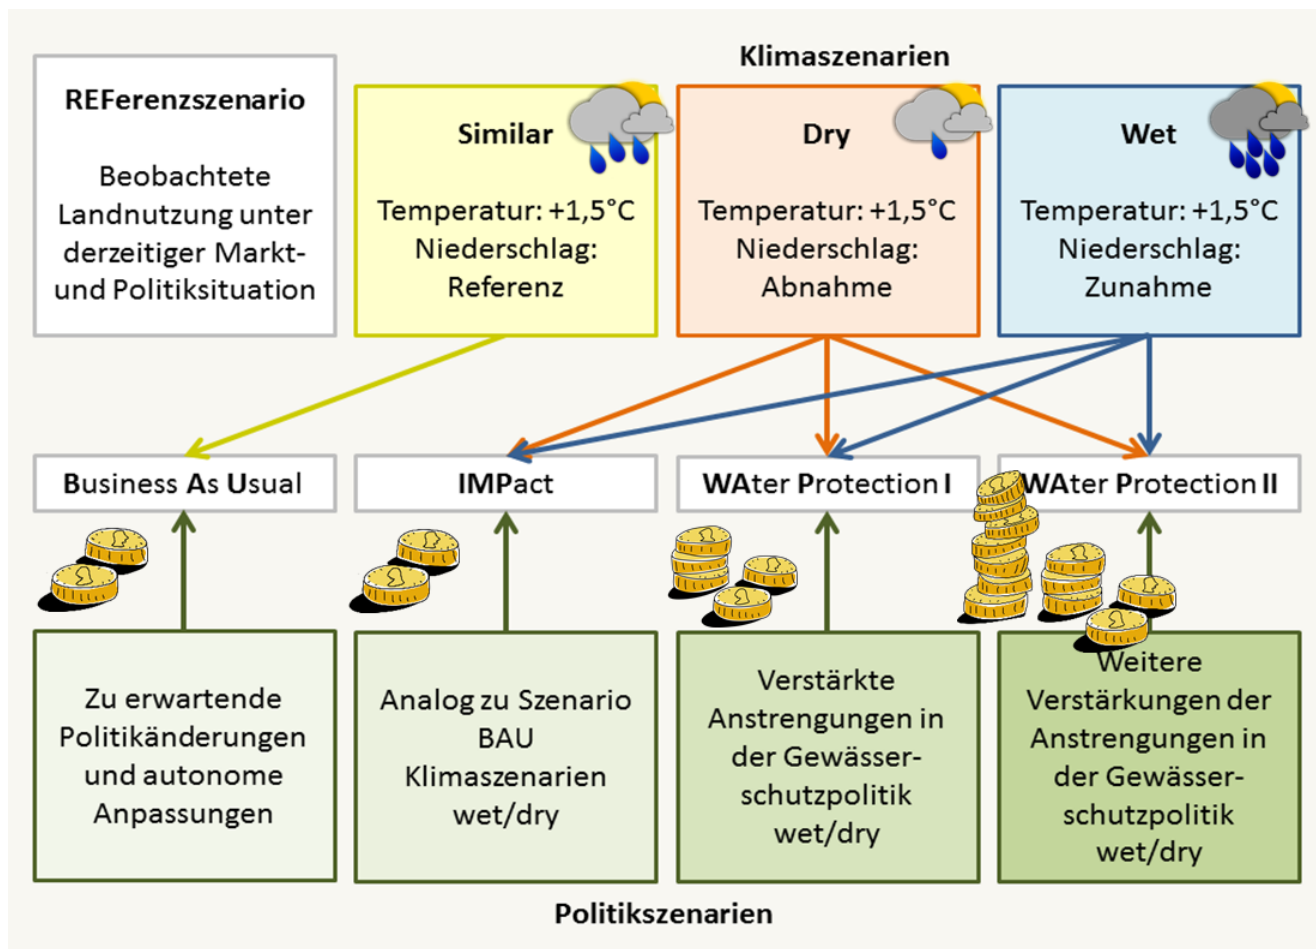 Klimaszenarien
REFerenzszenario
Beobachtete
Landnutzung unter
derzeitiger Markt-
und Politiksituation
Similar
Temperatur: +1,5°C
Niederschlag:
Referenz
Dry
Temperatur: +1,5°C
Niederschlag:
Abnahme
Wet
Temperatur: +1,5°C
Niederschlag:
Zunahme
Business As Usual
IMPact
WAter Protection I
WAter Protection II
Zu erwartende
Politikänderungen
und autonome
Anpassungen
Analog zu Szenario
BAU
Klimaszenarien
wet/dry
Verstärkte
Anstrengungen in
der Gewässer-
schutzpolitik
wet/dry
Weitere
Verstärkungen der
Anstrengungen in
der Gewässer-
schutzpolitik
wet/dry
Politikszenarien